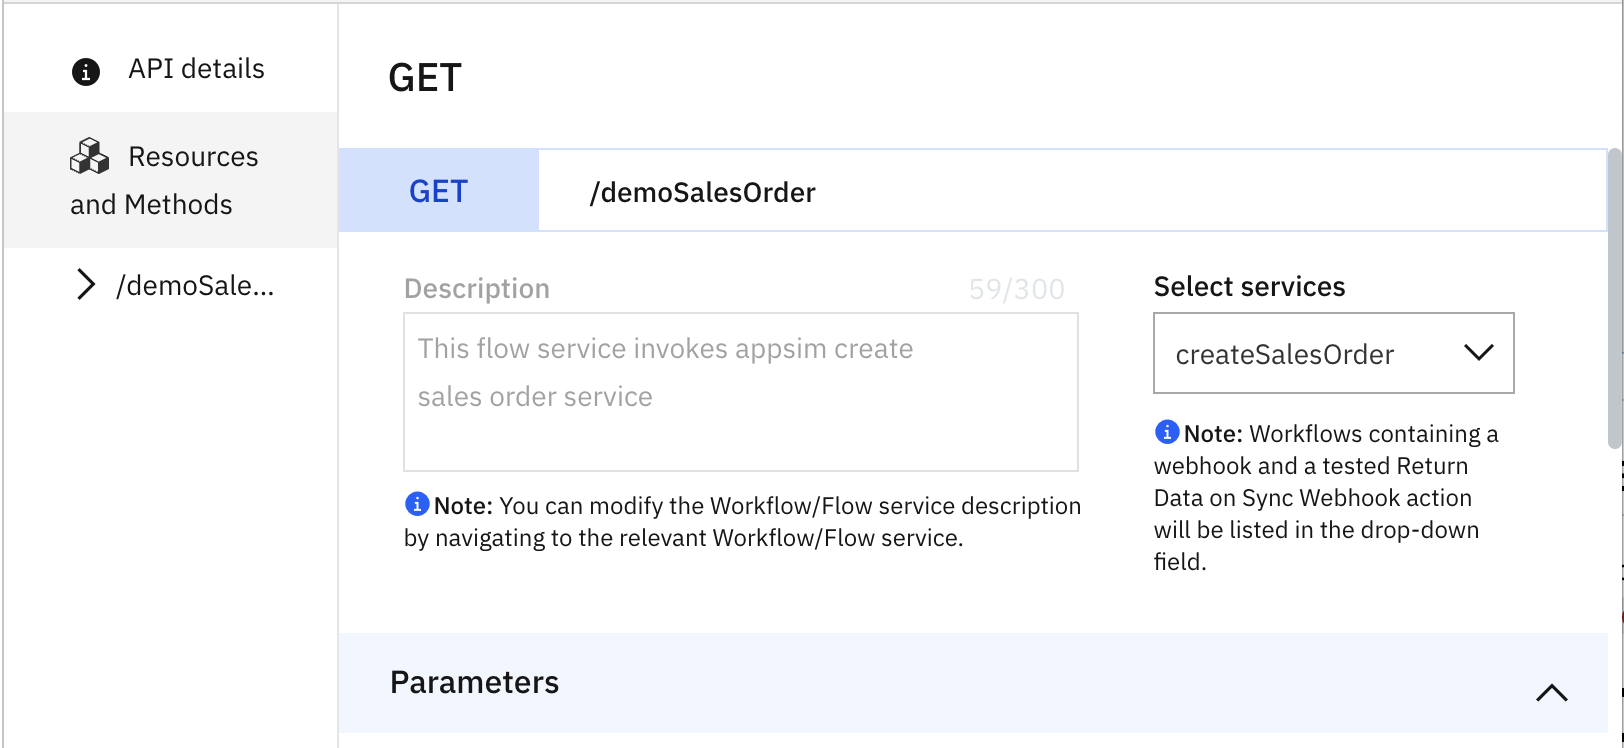 API details
Resources
and Methods
/demoSale...
GET
GET
/demoSalesOrder
Description
59/300
This flow service invokes appsim create
sales order service
Note: You can modify the Workflow/Flow service description
by navigating to the relevant Workflow/Flow service.
Select services
createSalesOrder
Note: Workflows containing a
webhook and a tested Return
Data on Sync Webhook action
will be listed in the drop-down
field.
Parameters